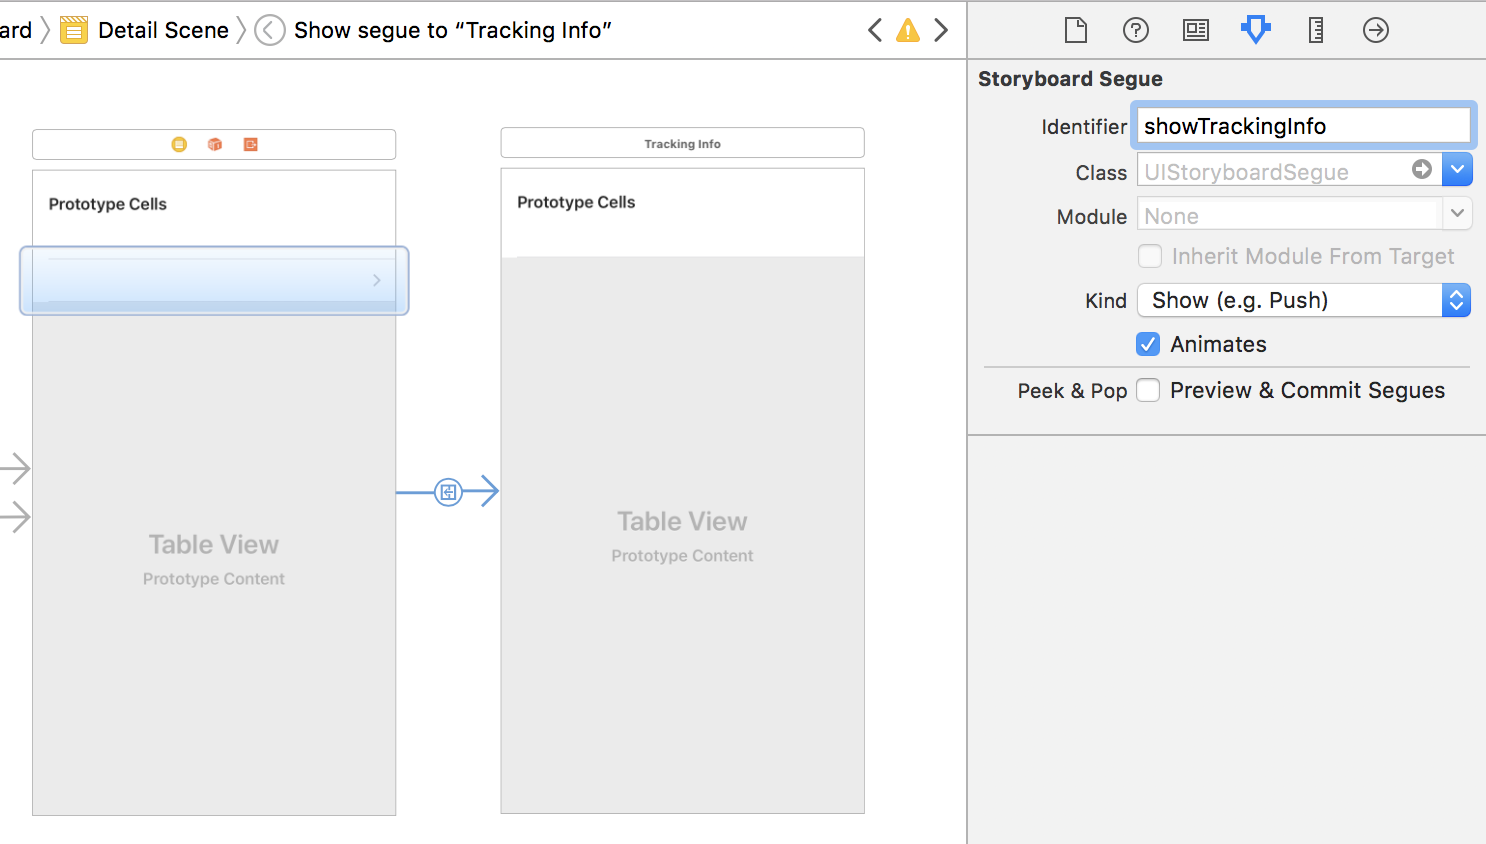 ard Detail Scene Show segue to “Tracking Info”
Tracking Info
Prototype Cells
Prototype Cells
Table View
Prototype Content
Table View
Prototype Content
Storyboard Segue
Identifier showTrackingInfo
Class UIStoryboardSegue
Module None
Inherit Module From Target
Kind Show (e.g. Push)
Animates
Peek & Pop Preview & Commit Segues